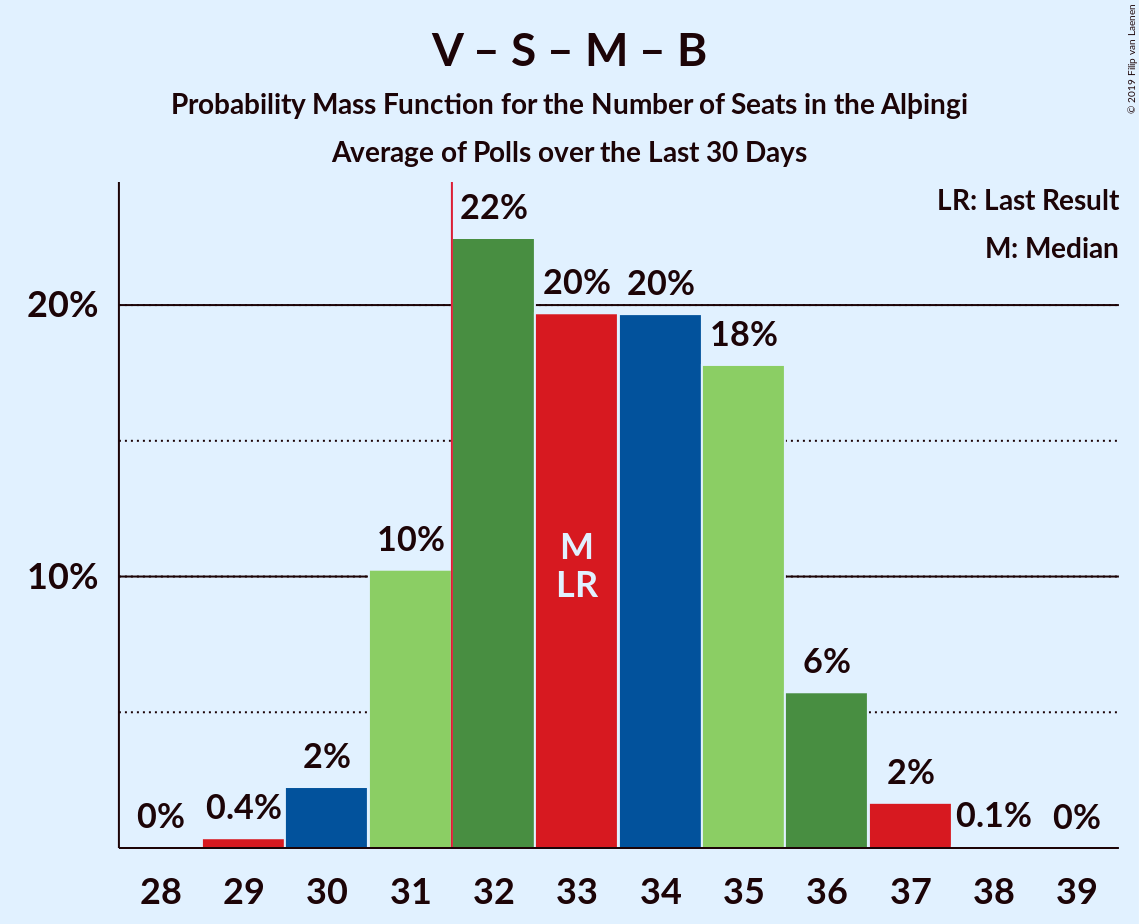 V – S – M – B
Probability Mass Function for the Number of Seats in the Alþingi
Average of Polls over the Last 30 Days
© 2019 Filip van Laenen
LR: Last Result
M: Median
20%
10%
0%
0.4%
2%
10%
22%
20%
20%
18%
6%
2%
0.1%
0%
M
LR
28 29 30 31 32 33 34 35 36 37 38 39